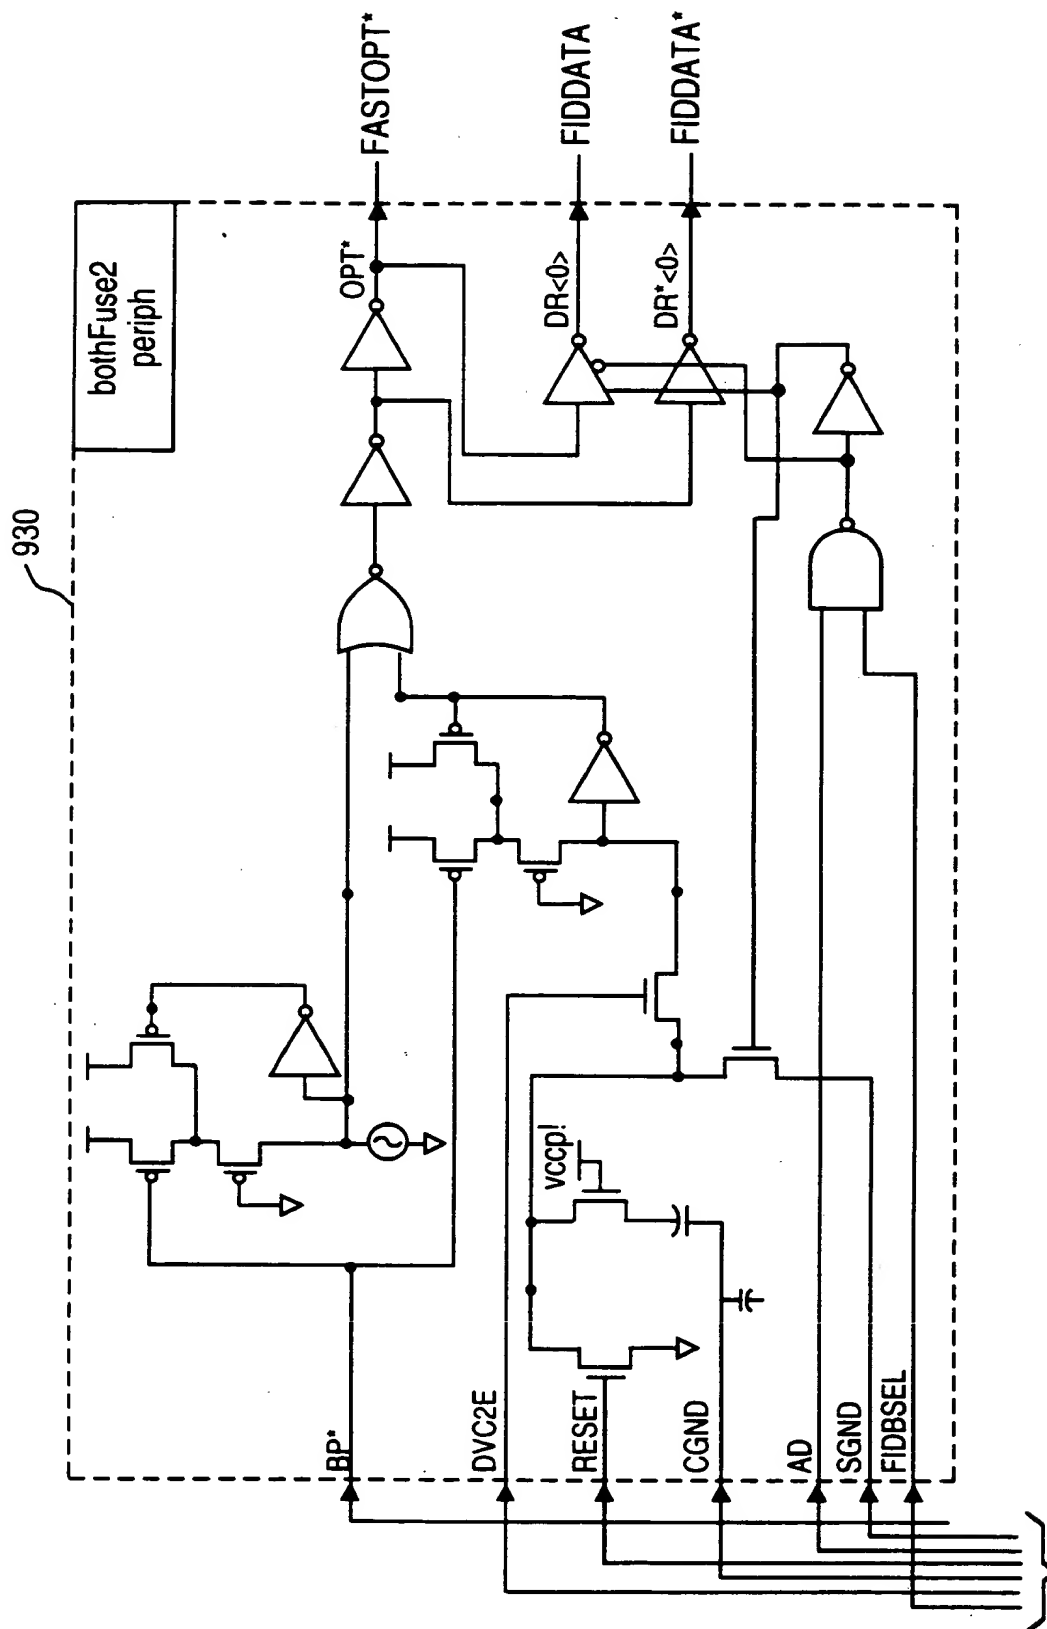 930
bothFuse2
periph
FASTOPT*
OPT*
FIDDATA
DR<0>
FIDDATA*
DR*<0>
vccp!
BP*
DVC2E
RESET
CGND
AD
SGND
FIDBSEL